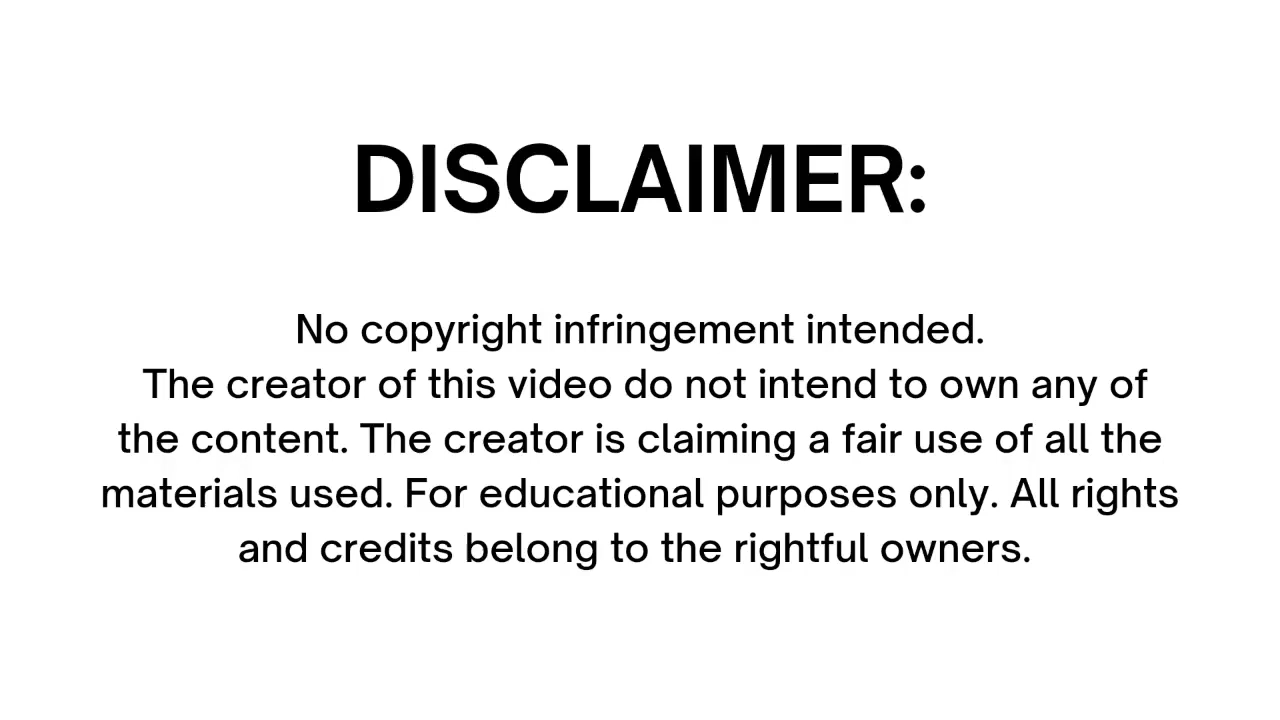 DISCLAIMER:
No copyright infringement intended.
The creator of this video do not intend to own any of
the content. The creator is claiming a fair use of all the
materials used. For educational purposes only. All rights
and credits belong to the rightful owners.